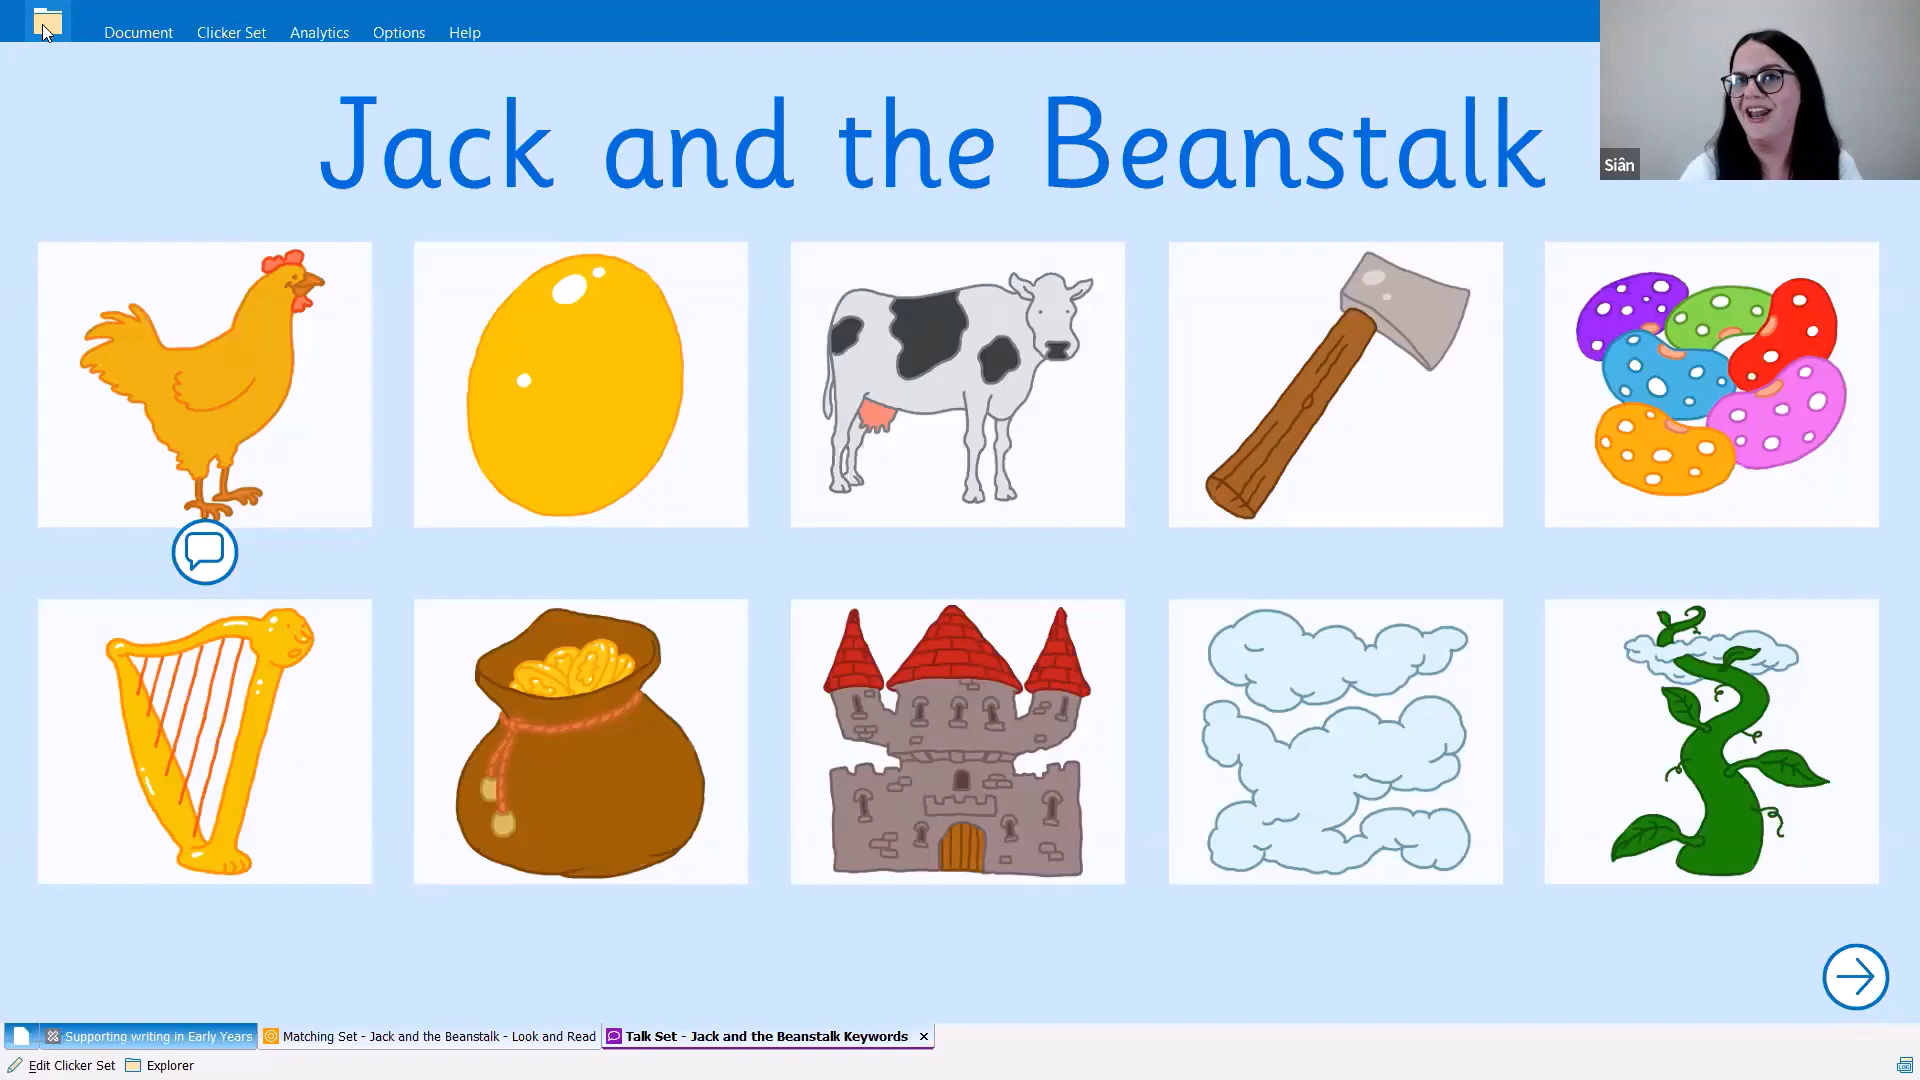 Document Clicker Set Analytics Options Help
Jack and the Beanstalk
Siân
Supporting writing in Early Years Matching Set - Jack and the Beanstalk - Look and Read Talk Set - Jack and the Beanstalk Keywords
Edit Clicker Set Explorer